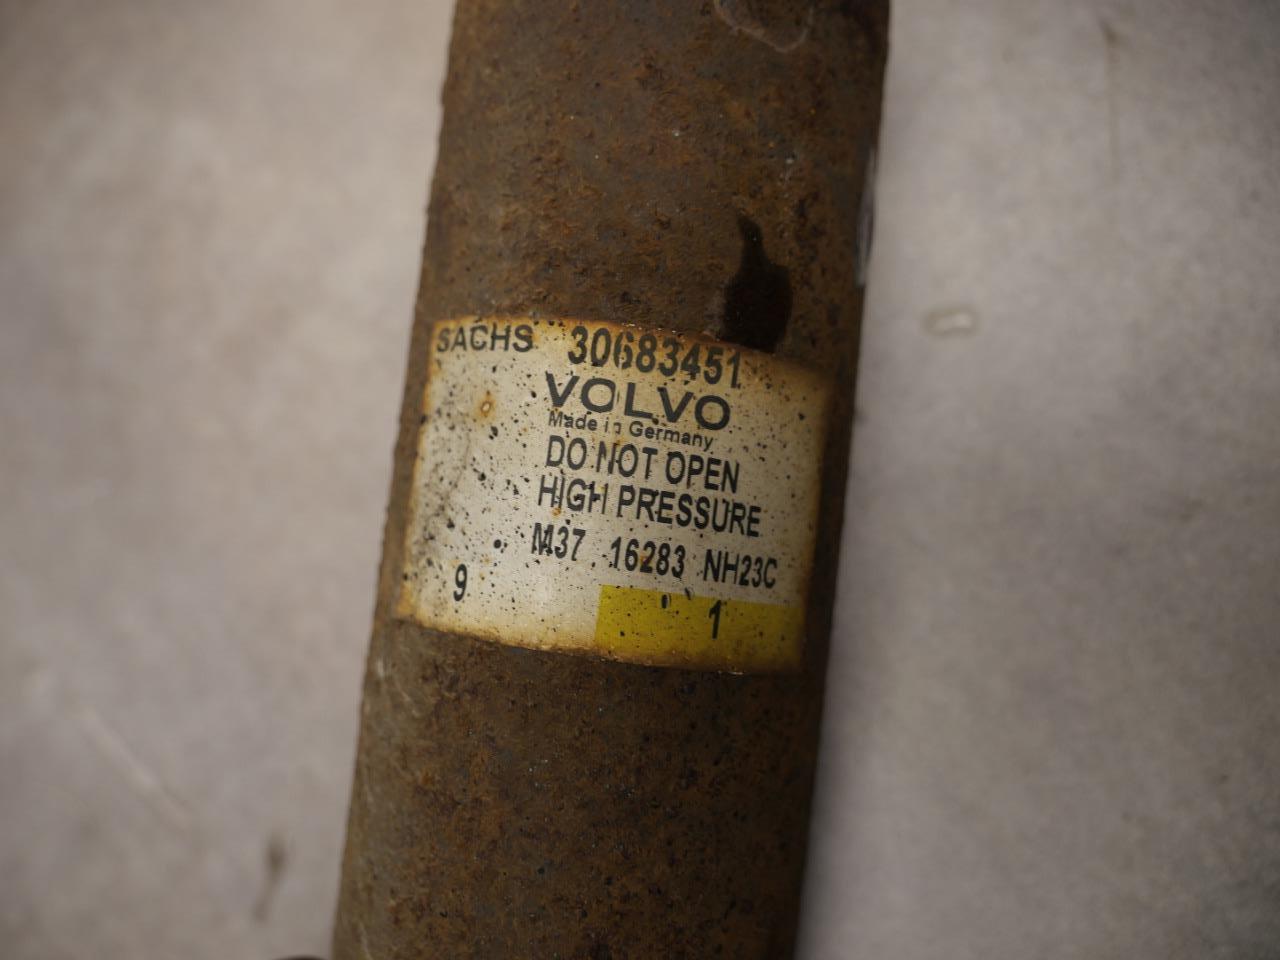 SACHS 30683451
VOLVO
Made in Germany
DO NOT OPEN
HIGH PRESSURE
M37 16283 NH23C
9 1